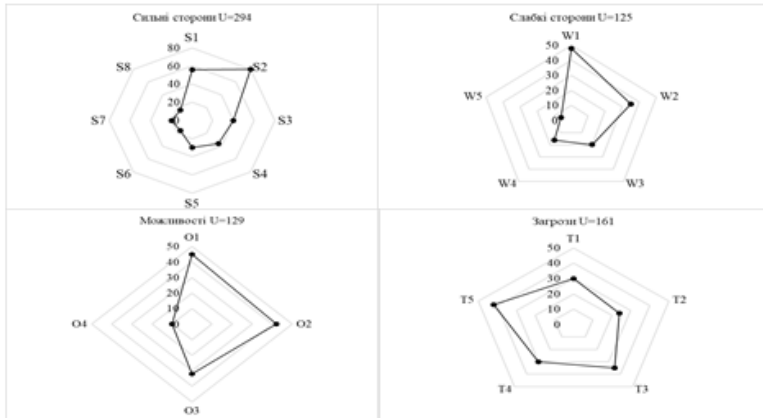 Сильні сторони U=294
S1
80
60
40
20
0
S2
S3
S4
S5
S6
S7
S8
Слабкі сторони U=125
W1
50
40
30
20
10
0
W2
W3
W4
W5
Можливості U=129
O1
50
40
30
20
10
0
O2
O3
O4
Загрози U=161
T1
50
40
30
20
10
0
T2
T3
T4
T5